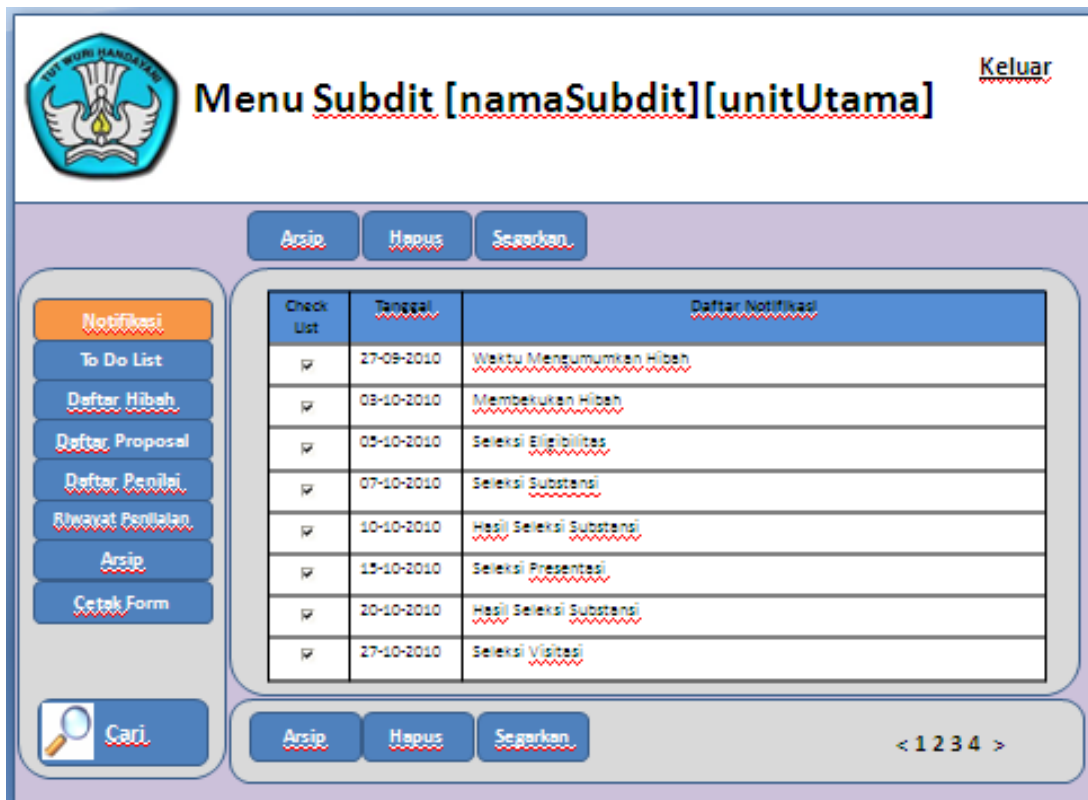 TUT WURI HANDAYANI
Menu Subdit [namaSubdit][unitUtama]
Keluar
Arsip Hapus Segarkan
Notifikasi
To Do List
Daftar Hibah
Daftar Proposal
Daftar Penilai
Riwayat Penilaian
Arsip
Cetak Form
Cari
Check List Tanggal Daftar Notifikasi
27-09-2010 Waktu Mengumumkan Hibah
03-10-2010 Membekukan Hibah
05-10-2010 Seleksi Eligibilitas
07-10-2010 Seleksi Substansi
10-10-2010 Hasil Seleksi Substansi
15-10-2010 Seleksi Presentasi
20-10-2010 Hasil Seleksi Substansi
27-10-2010 Seleksi Visitasi
Arsip Hapus Segarkan
< 1 2 3 4 >